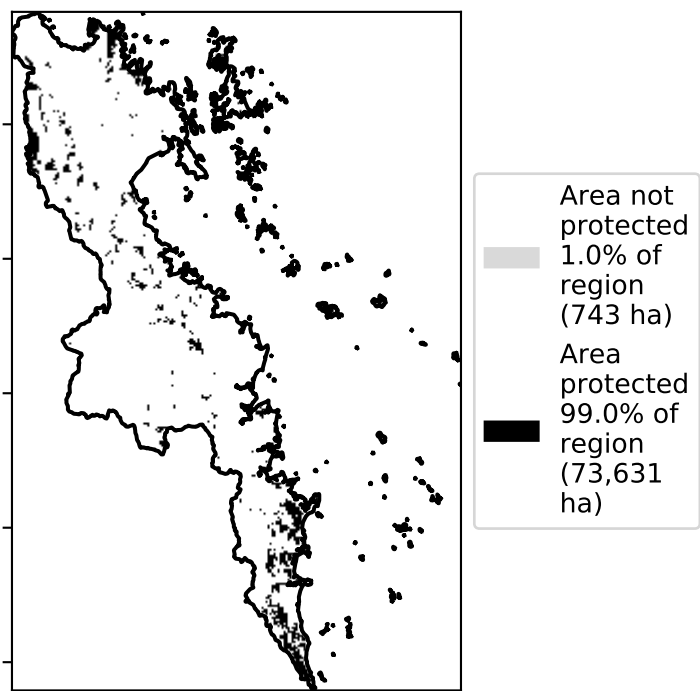 Area not
protected
1.0% of
region
(743 ha)
Area
protected
99.0% of
region
(73,631
ha)